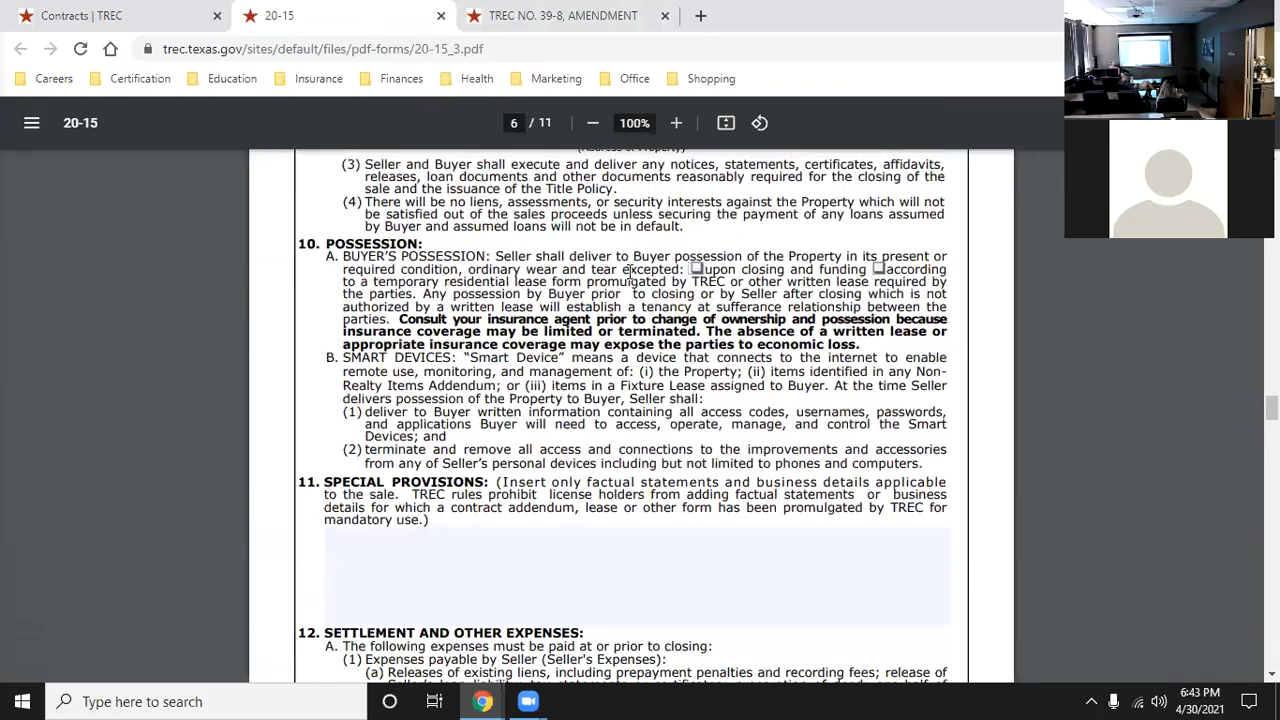 Contracts | TREC
20-15
TREC NO. 39-8, AMENDMENT
trec.texas.gov/sites/default/files/pdf-forms/20-15_3.pdf
Careers Certification Education Insurance Finances Health Marketing Office Shopping
20-15
6 / 11
100%
(3) Seller and Buyer shall execute and deliver any notices, statements, certificates, affidavits,
releases, loan documents and other documents reasonably required for the closing of the
sale and the issuance of the Title Policy.
(4) There will be no liens, assessments, or security interests against the Property which will not
be satisfied out of the sales proceeds unless securing the payment of any loans assumed
by Buyer and assumed loans will not be in default.
10. POSSESSION:
A. BUYER'S POSSESSION: Seller shall deliver to Buyer possession of the Property in its present or
required condition, ordinary wear and tear excepted: upon closing and funding according
to a temporary residential lease form promulgated by TREC or other written lease required by
the parties. Any possession by Buyer prior to closing or by Seller after closing which is not
authorized by a written lease will establish a tenancy at sufferance relationship between the
parties. Consult your insurance agent prior to change of ownership and possession because
insurance coverage may be limited or terminated. The absence of a written lease or
appropriate insurance coverage may expose the parties to economic loss.
B. SMART DEVICES: "Smart Device" means a device that connects to the internet to enable
remote use, monitoring, and management of: (i) the Property; (ii) items identified in any Non-
Realty Items Addendum; or (iii) items in a Fixture Lease assigned to Buyer. At the time Seller
delivers possession of the Property to Buyer, Seller shall:
(1) deliver to Buyer written information containing all access codes, usernames, passwords,
and applications Buyer will need to access, operate, manage, and control the Smart
Devices; and
(2) terminate and remove all access and connections to the improvements and accessories
from any of Seller's personal devices including but not limited to phones and computers.
11. SPECIAL PROVISIONS: (Insert only factual statements and business details applicable
to the sale. TREC rules prohibit license holders from adding factual statements or business
details for which a contract addendum, lease or other form has been promulgated by TREC for
mandatory use.)
12. SETTLEMENT AND OTHER EXPENSES:
A. The following expenses must be paid at or prior to closing:
(1) Expenses payable by Seller (Seller's Expenses):
(a) Releases of existing liens, including prepayment penalties and recording fees; release of
Type here to search
6:43 PM
4/30/2021